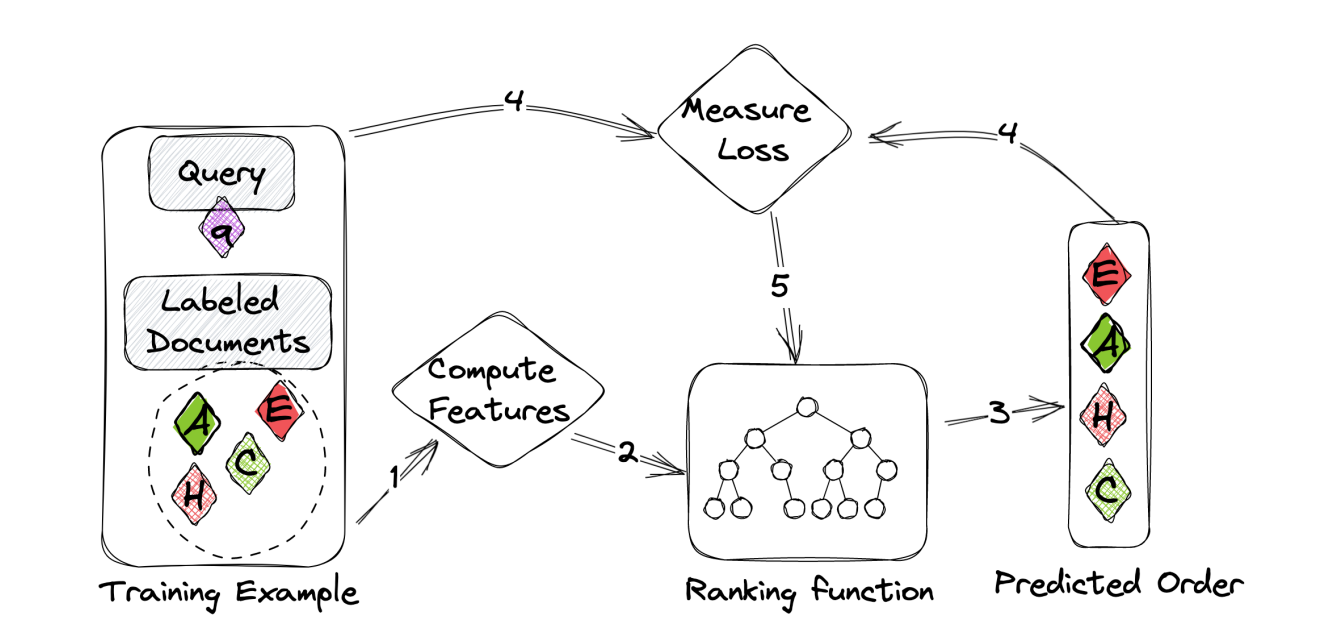 4
Measure
Loss
4
Query
q
Labeled
Documents
A
E
C
H
1
Compute
Features
2
5
3
E
A
H
C
Training Example
Ranking function
Predicted Order